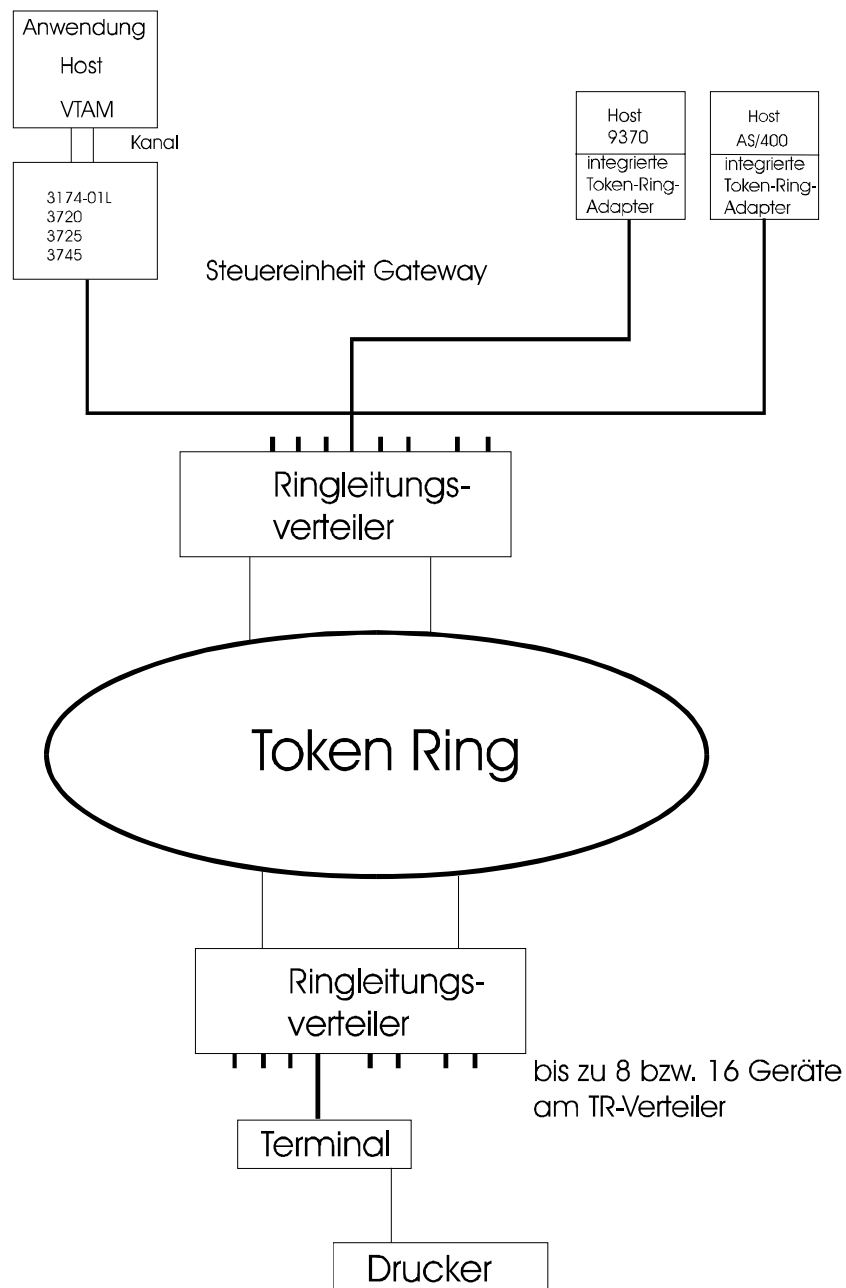 Anwendung
Host
VTAM
Kanal
3174-01L
3720
3725
3745
Host
9370
integrierte
Token-Ring-
Adapter
Host
AS/400
integrierte
Token-Ring-
Adapter
Steuereinheit Gateway
Ringleitungs-
verteiler
Token Ring
Ringleitungs-
verteiler
bis zu 8 bzw. 16 Geräte
am TR-Verteiler
Terminal
Drucker